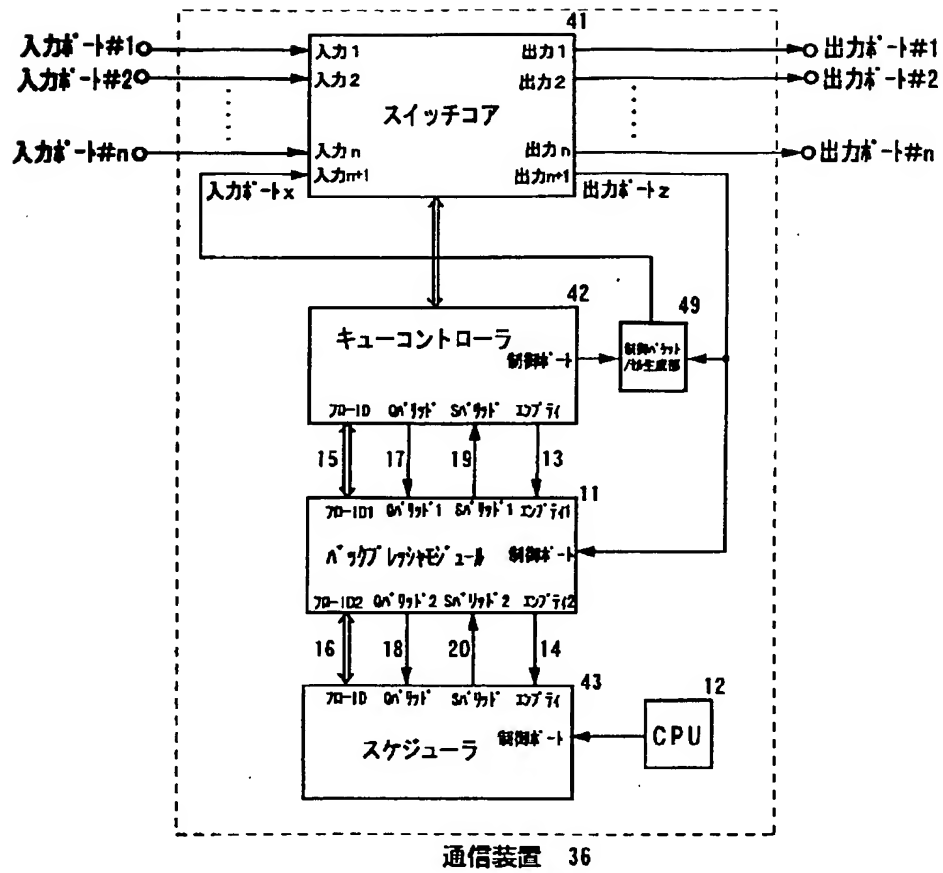 41
入力ポート#1 入力1 出力1 出力ポート#1
入力ポート#2 入力2 出力2 出力ポート#2
スイッチコア
入力ポート#n 入力n 出力n 出力ポート#n
入力n+1 出力n+1
入力ポートx 出力ポートz
42
49
キューコントローラ
制御ポート
制御パケット
/セル生成部
フローID Qバリッド Sバリッド エンプティ
15 17 19 13
11
フローID1 Qバリッド1 Sバリッド1 エンプティ1
バックプレッシャモジュール 制御ポート
フローID2 Qバリッド2 Sバリッド2 エンプティ2
16 18 20 14
43 12
フローID Qバリッド Sバリッド エンプティ
制御ポート CPU
スケジューラ
通信装置 36